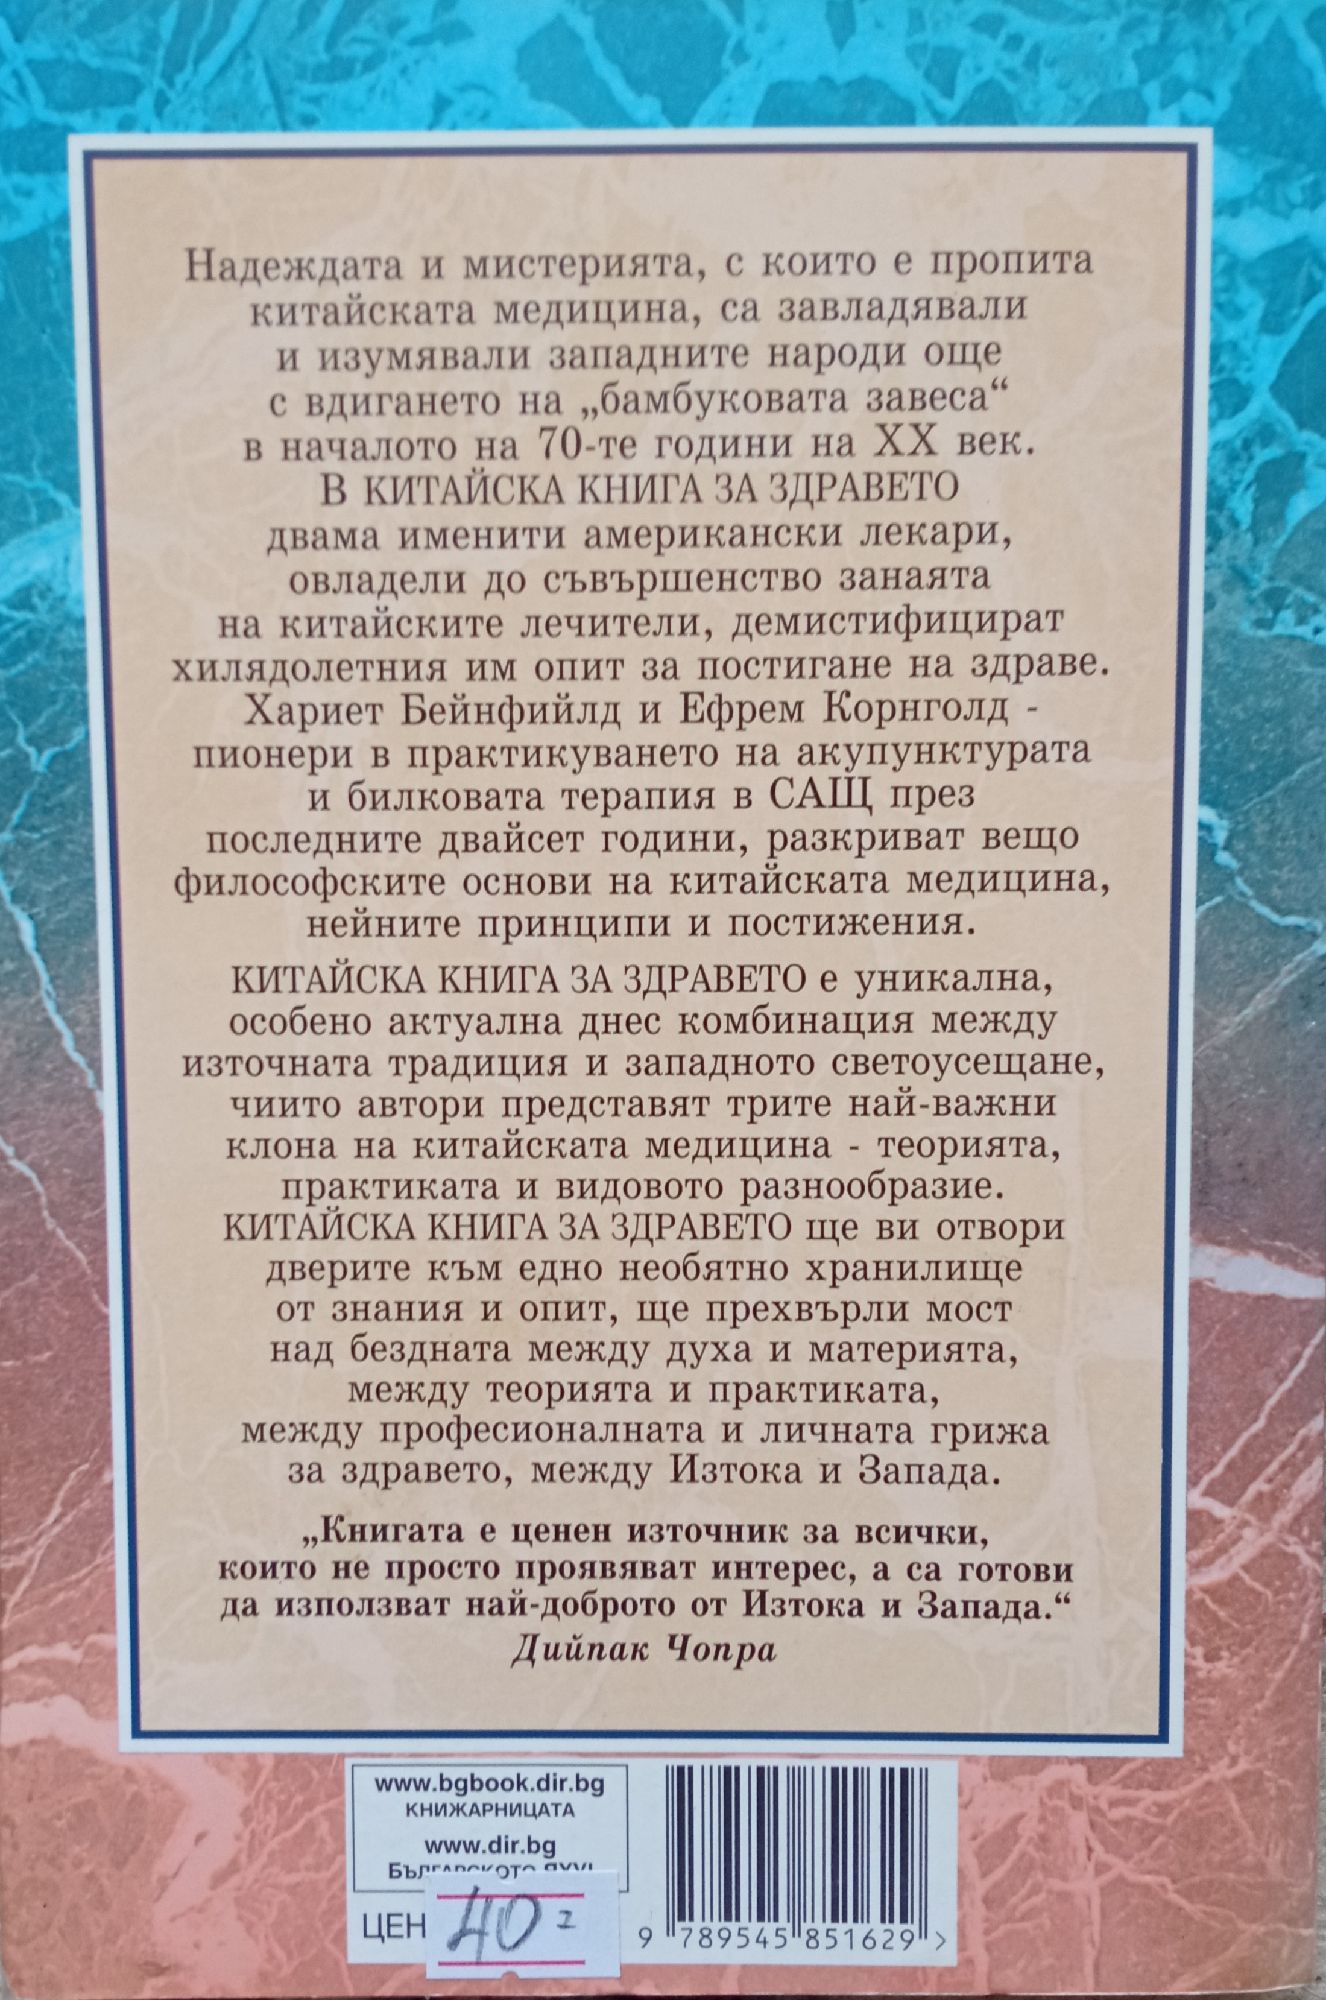 Надеждата и мистерията, с които е пропита
китайската медицина, са завладявали
и изумявали западните народи още
с вдигането на „бамбуковата завеса“
в началото на 70-те години на XX век.
В КИТАЙСКА КНИГА ЗА ЗДРАВЕТО
двама именити американски лекари,
овладели до съвършенство занаята
на китайските лечители, демистифицират
хилядолетния им опит за постигане на здраве.
Хариет Бейнфийлд и Ефрем Корнголд -
пионери в практикуването на акупунктурата
и билковата терапия в САЩ през
последните двайсет години, разкриват вещо
философските основи на китайската медицина,
нейните принципи и постижения.
КИТАЙСКА КНИГА ЗА ЗДРАВЕТО е уникална,
особено актуална днес комбинация между
източната традиция и западното светоусещане,
чиито автори представят трите най-важни
клона на китайската медицина - теорията,
практиката и видовото разнообразие.
КИТАЙСКА КНИГА ЗА ЗДРАВЕТО ще ви отвори
дверите към едно необятно хранилище
от знания и опит, ще прехвърли мост
над бездната между духа и материята,
между теорията и практиката,
между професионалната и личната грижа
за здравето, между Изтока и Запада.
„Книгата е ценен източник за всички,
които не просто проявяват интерес, а са готови
да използват най-доброто от Изтока и Запада.“
Дийпак Чопра
www.bgbook.dir.bg
КНИЖАРНИЦАТА
www.dir.bg
ЦЕН
40
9 789545 851629 >